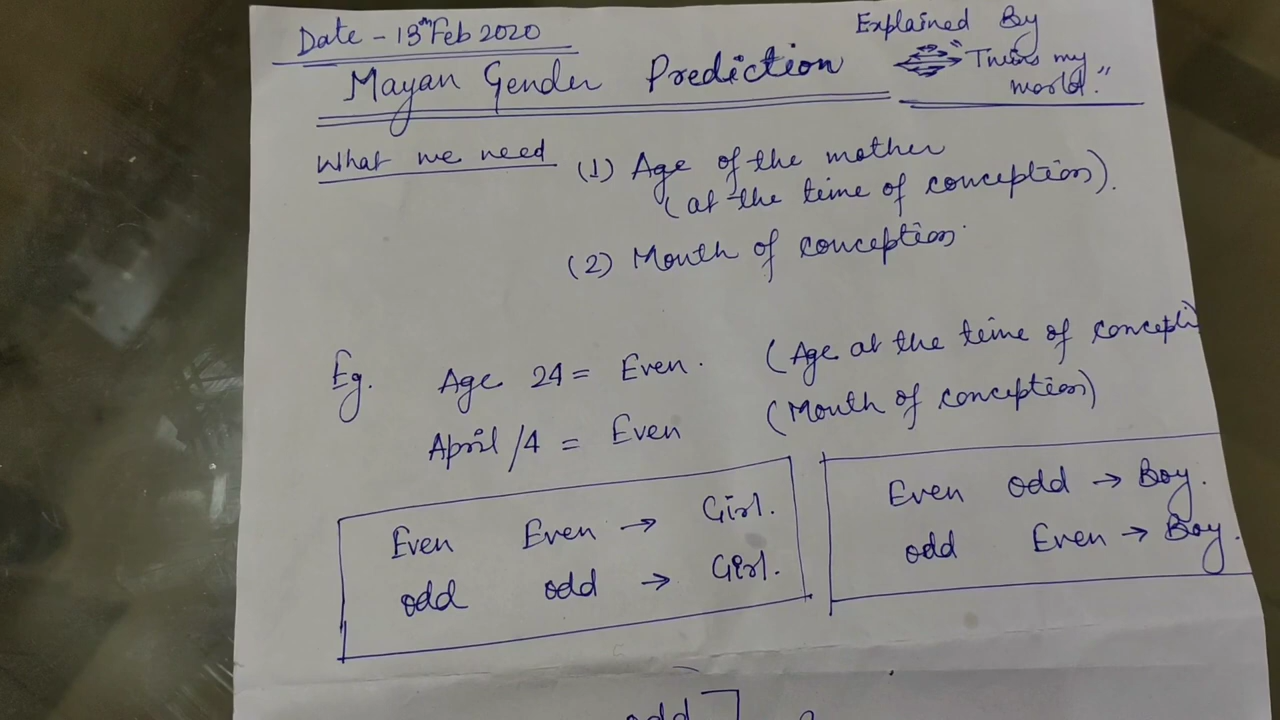 Date - 13th Feb 2020
Explained By
"Twins my
world."
Mayan Gender Prediction
What we need
(1) Age of the mother
(at the time of conception).
(2) Month of conception.
Eg. Age 24 = Even. (Age at the time of concepti
April /4 = Even (Month of conception)
Even Even → Girl.
odd odd → Girl.
Even odd → Boy.
odd Even → Boy.
odd ]